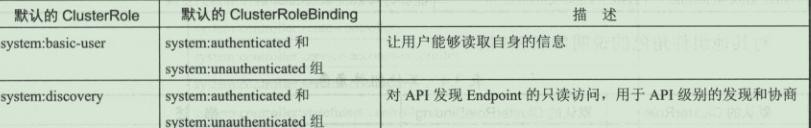 默认的 ClusterRole 默认的 ClusterRoleBinding 描 述
system:basic-user system:authenticated 和 让用户能够读取自身的信息
system:unauthenticated 组
system:discovery system:authenticated 和 对 API 发现 Endpoint 的只读访问，用于 API 级别的发现和协商
system:unauthenticated 组